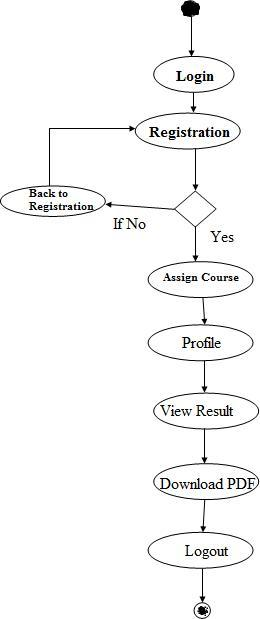 Login
Registration
Back to
Registration
If No
Yes
Assign Course
Profile
View Result
Download PDF
Logout